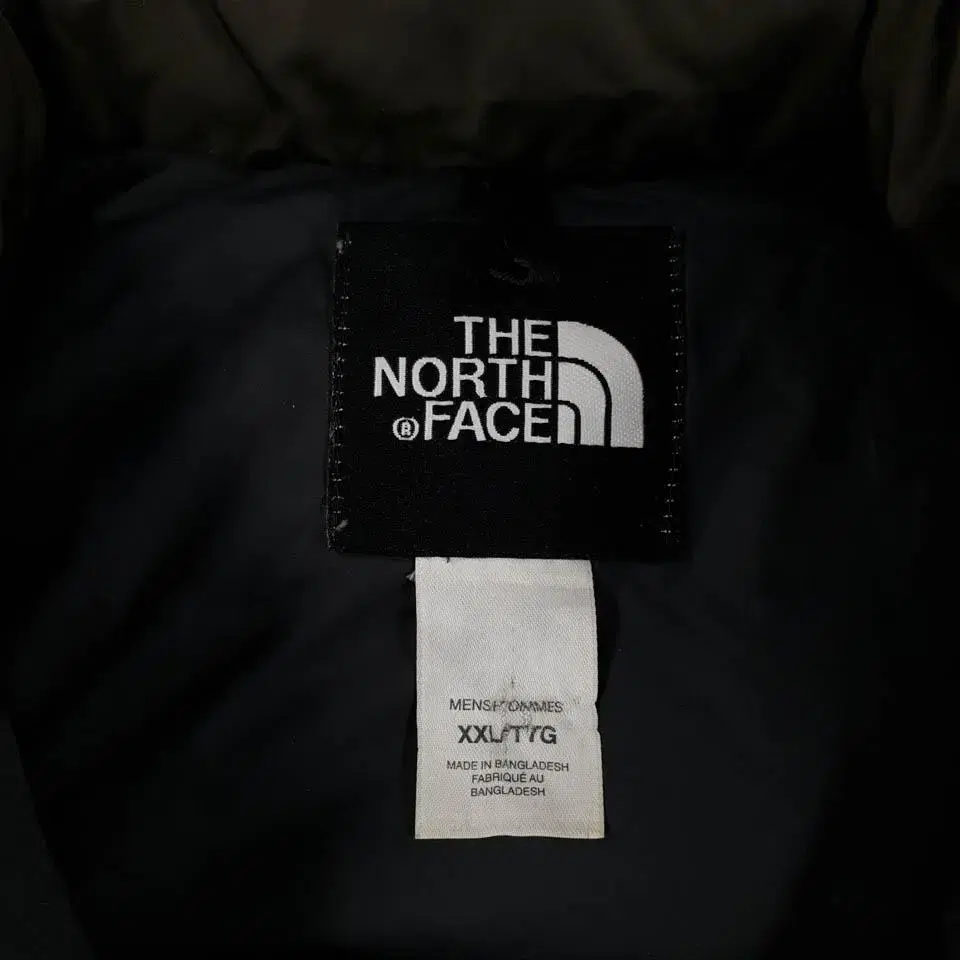 THE
NORTH
® FACE
MENS/HOMMES
XXL/TTG
MADE IN BANGLADESH
FABRIQUÉ AU
BANGLADESH